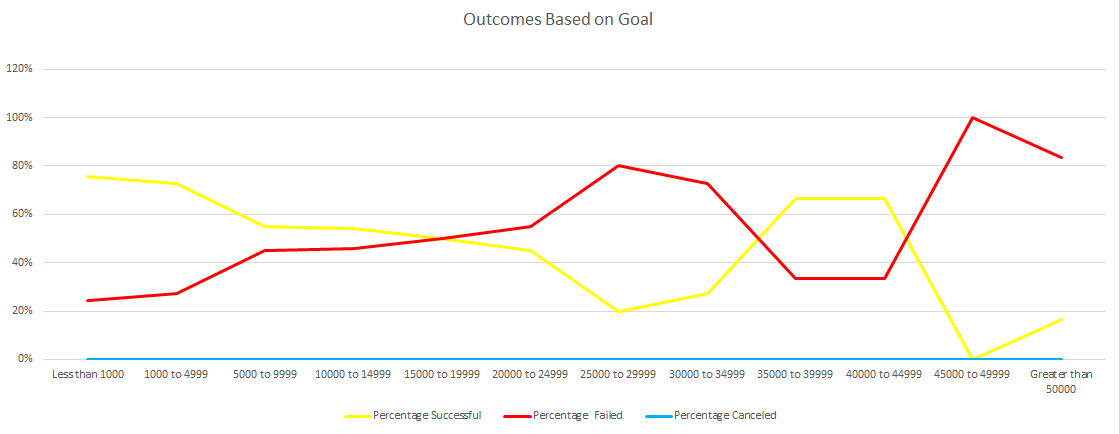 Outcomes Based on Goal
120%
100%
80%
60%
40%
20%
0%
Less than 1000 1000 to 4999 5000 to 9999 10000 to 14999 15000 to 19999 20000 to 24999 25000 to 29999 30000 to 34999 35000 to 39999 40000 to 44999 45000 to 49999 Greater than
50000
Percentage Successful Percentage Failed Percentage Canceled